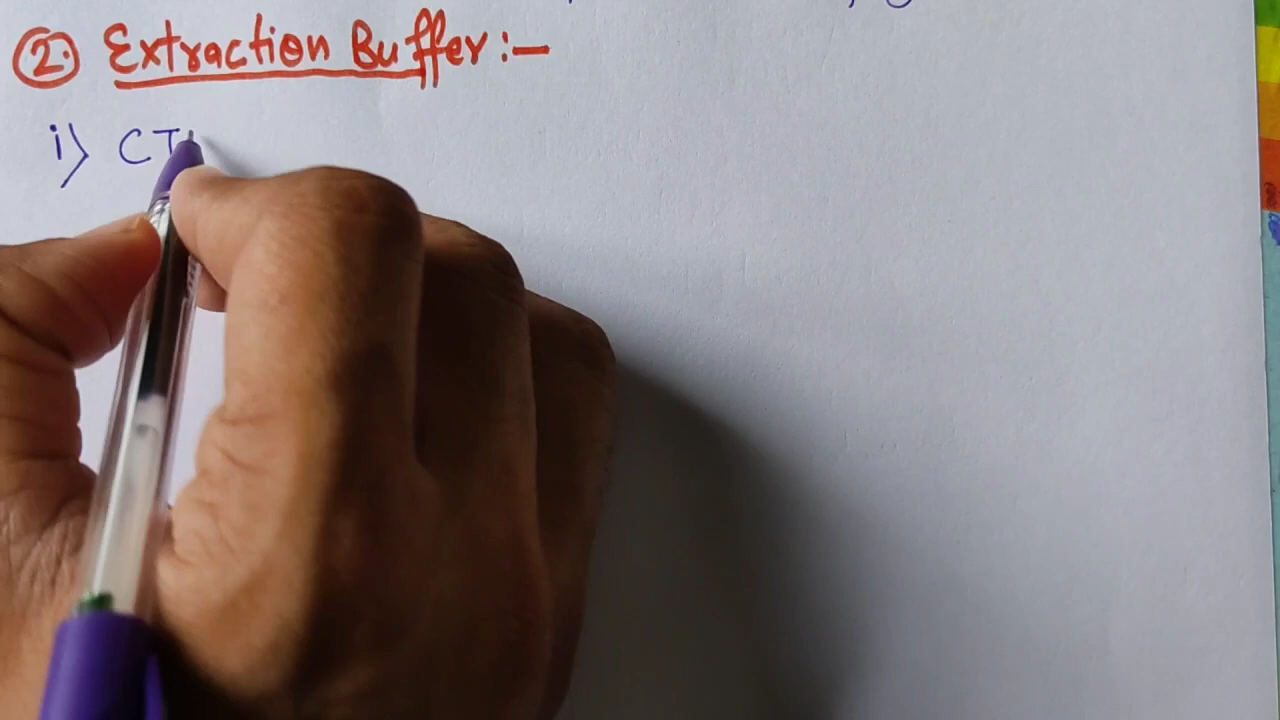 2. Extraction Buffer:-
i) CT